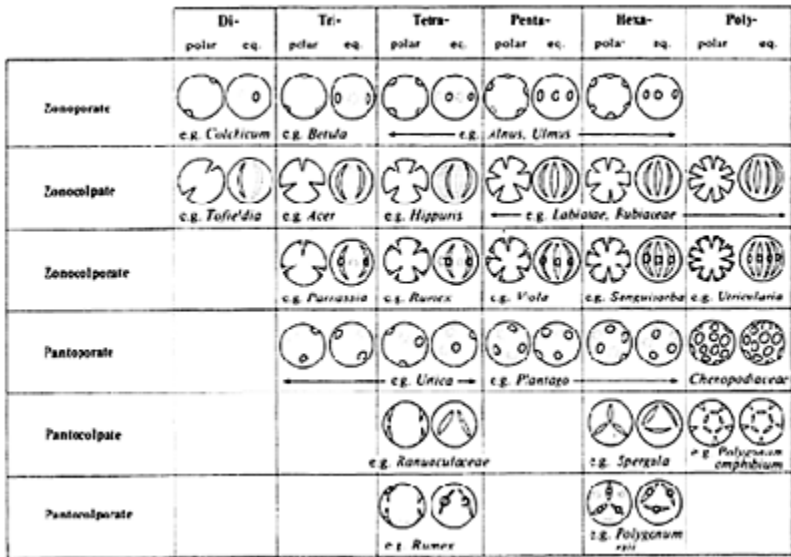 Di- Tri- Tetra- Penta- Hexa- Poly-
polar eq. polar eq. polar eq. polar eq. polar eq. polar eq.
Zonoporate
e.g. Colchicum e.g. Betula e.g. Alnus, Ulmus
Zonocolpate
e.g. Tofieldia e.g. Acer e.g. Hippuris e.g. Labiatae, Rubiaceae
Zonocolporate
e.g. Parnassia e.g. Rumex e.g. Viola e.g. Sanguisorba e.g. Utricularia
Pantoporate
e.g. Urtica e.g. Plantago Chenopodiaceae
Pantocolpate
e.g. Ranunculaceae e.g. Spergula e.g. Polygonum
amphibium
Pantocolporate
e.g. Rumex e.g. Polygonum